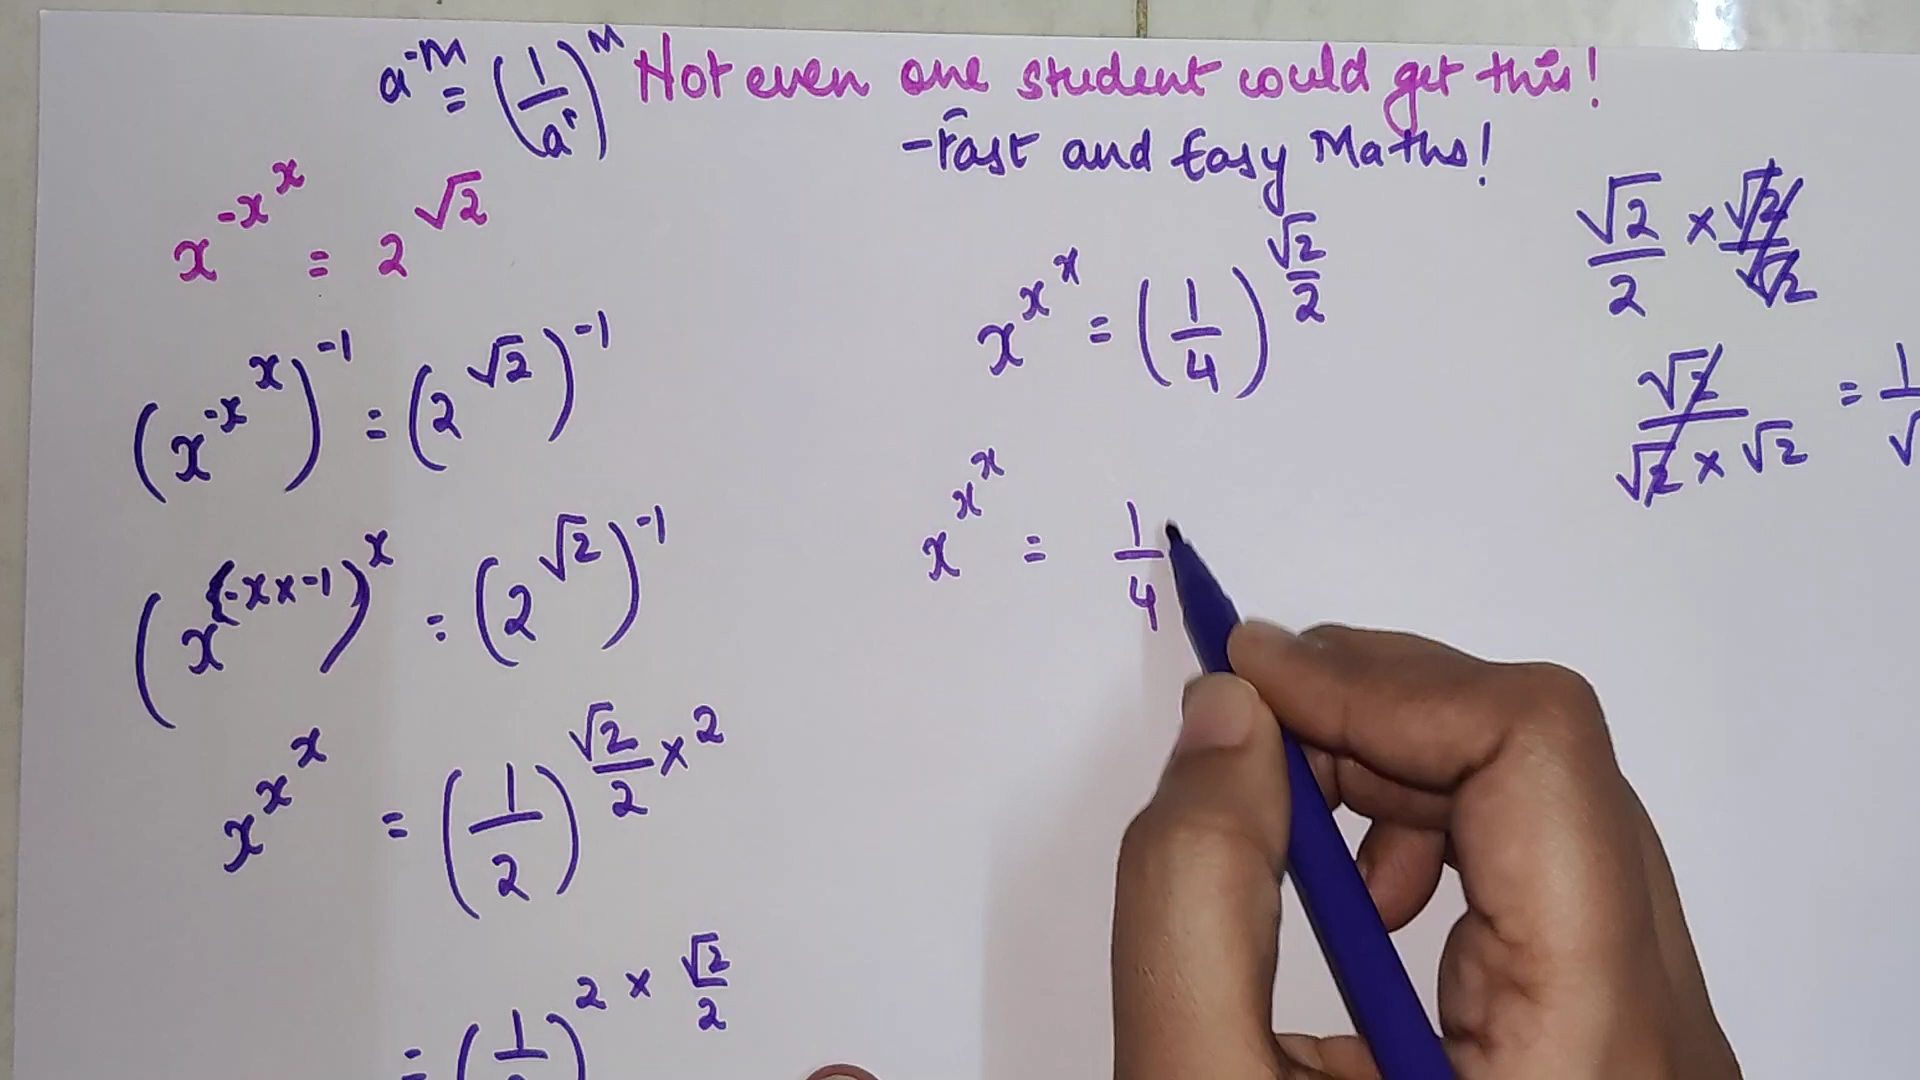 a^-M = (1/a)^M Not even one student could get this!
- Fast and Easy Maths!
x^-x^x = 2^√2
(x^-x^x)^-1 = (2^√2)^-1
(x^(-x×-1))^x = (2^√2)^-1
x^x^x = (1/2)^√2/2 × 2
= (1/ )^2 × √2/2
x^x^x = (1/4)^√2/2
x^x^x = 1/4
√2/2 × √2/√2
√2/√2 × √2 = 1/√